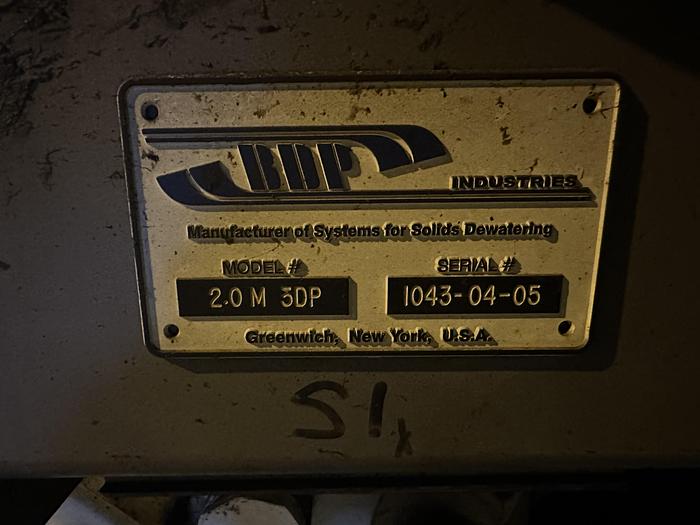 BDP
INDUSTRIES
Manufacturer of Systems for Solids Dewatering
MODEL # SERIAL #
2.0 M 3DP 1043-04-05
Greenwich, New York, U.S.A.
S1x